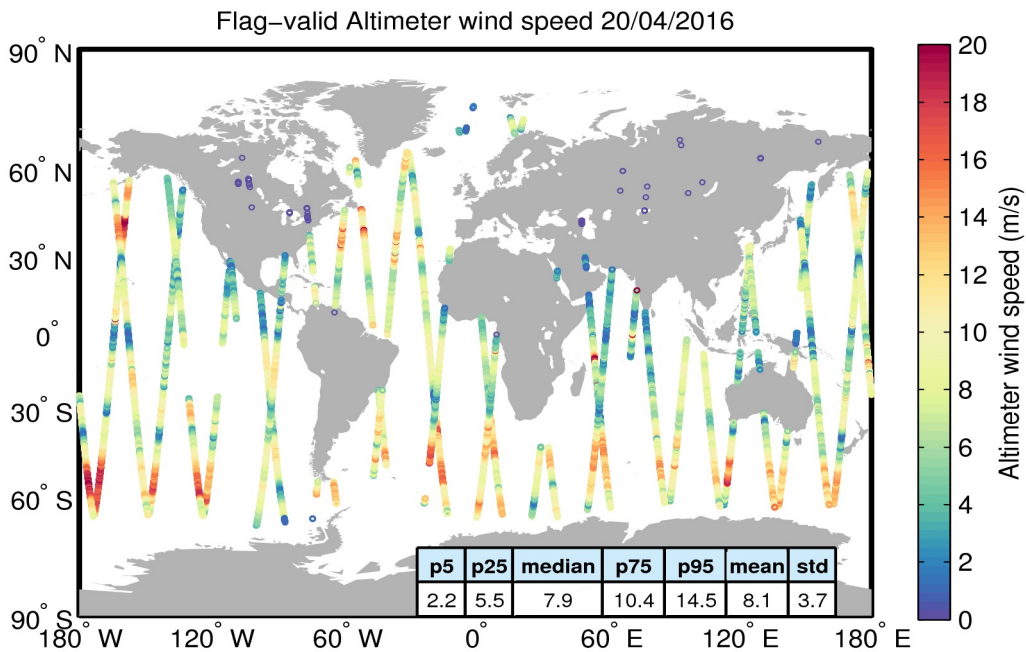 Flag−valid Altimeter wind speed 20/04/2016
90° N
60° N
30° N
0°
30° S
60° S
90° S
180° W
120° W
60° W
0°
60° E
120° E
180° E
p5 p25 median p75 p95 mean std
2.2 5.5 7.9 10.4 14.5 8.1 3.7
20
18
16
14
12
10
8
6
4
2
0
Altimeter wind speed (m/s)